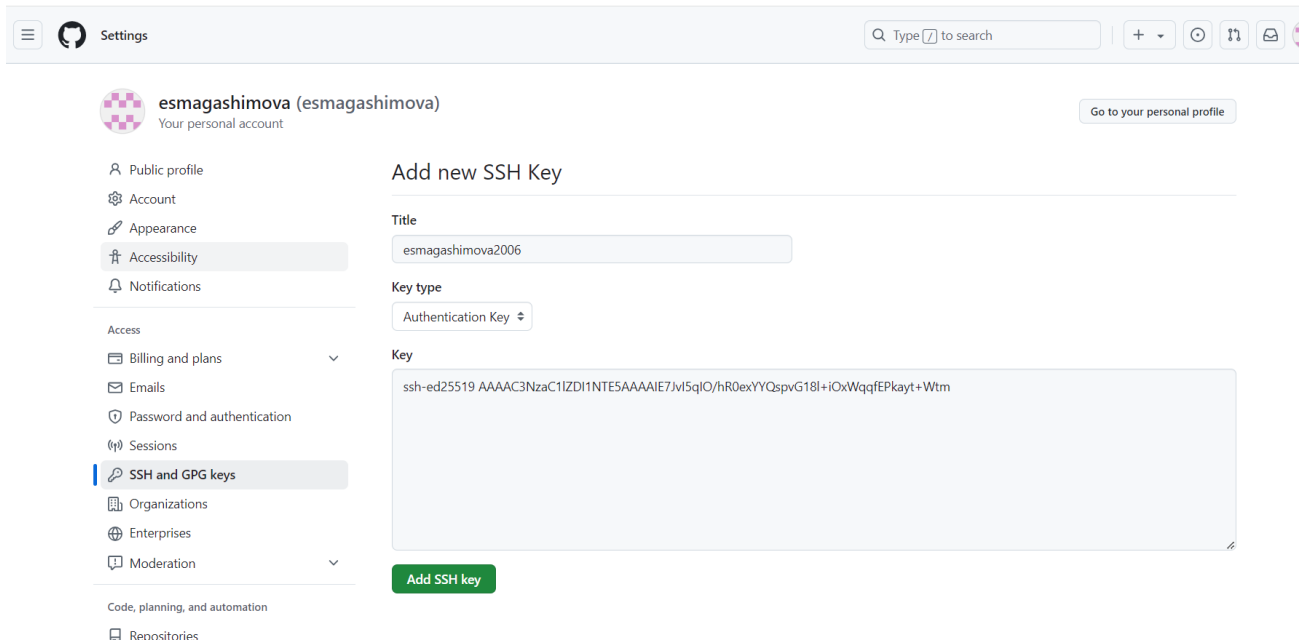 Settings
Type / to search
esmagashimova (esmagashimova)
Your personal account
Go to your personal profile
Public profile
Account
Appearance
Accessibility
Notifications
Access
Billing and plans
Emails
Password and authentication
Sessions
SSH and GPG keys
Organizations
Enterprises
Moderation
Code, planning, and automation
Repositories
Add new SSH Key
Title
esmagashimova2006
Key type
Authentication Key
Key
ssh-ed25519 AAAAC3NzaC1lZDI1NTE5AAAAIE7JvI5qIO/hR0exYYQspvG18l+iOxWqqfEPkayt+Wtm
Add SSH key